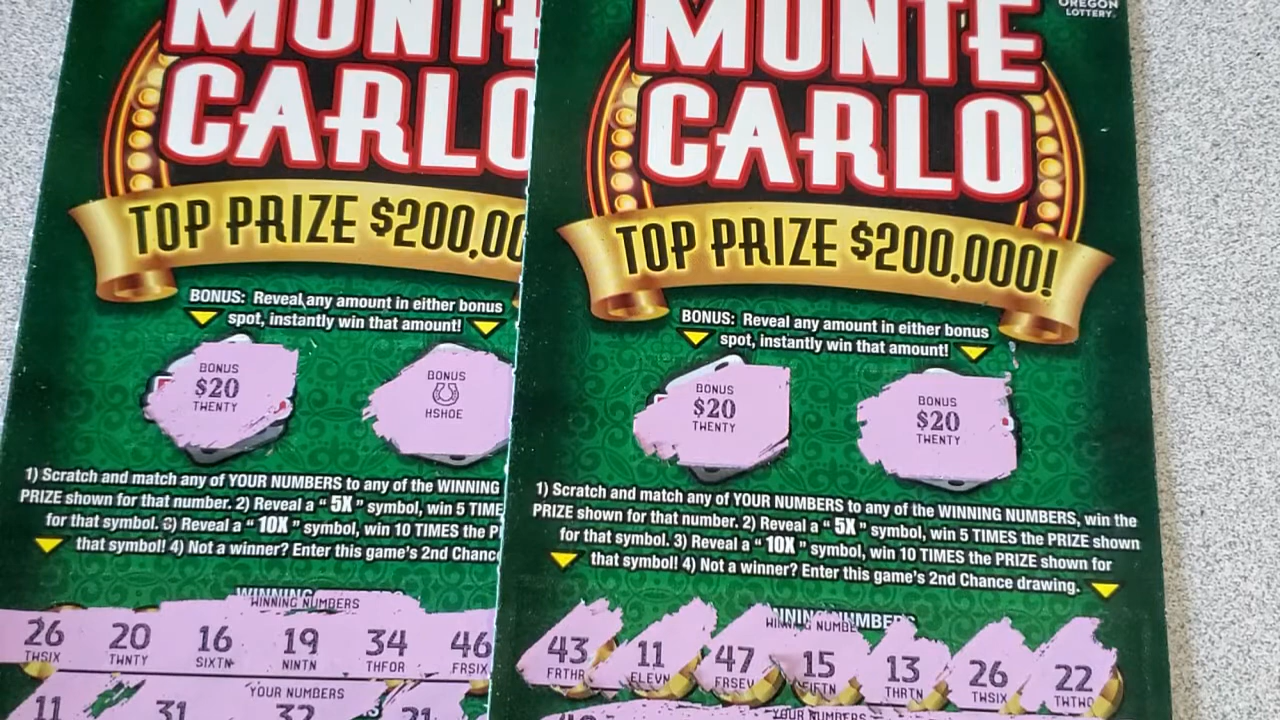 MONTE
CARLO
TOP PRIZE $200,00
BONUS: Reveal any amount in either bonus
spot, instantly win that amount!
BONUS
$20
TWENTY
BONUS
HSHOE
1) Scratch and match any of YOUR NUMBERS to any of the WINNING
PRIZE shown for that number. 2) Reveal a "5X" symbol, win 5 TIME
for that symbol. 3) Reveal a "10X" symbol, win 10 TIMES the P
that symbol! 4) Not a winner? Enter this game's 2nd Chanc
WINNING
WINNING NUMBERS
26 20 16 19 34 46
THSIX TWNTY SIXTN NINTN THFOR FRSIX
YOUR NUMBERS
11 31 32 21
OREGON
LOTTERY
MONTE
CARLO
TOP PRIZE $200,000!
BONUS: Reveal any amount in either bonus
spot, instantly win that amount!
BONUS
$20
TWENTY
BONUS
$20
TWENTY
1) Scratch and match any of YOUR NUMBERS to any of the WINNING NUMBERS, win the
PRIZE shown for that number. 2) Reveal a "5X" symbol, win 5 TIMES the PRIZE shown
for that symbol. 3) Reveal a "10X" symbol, win 10 TIMES the PRIZE shown for
that symbol! 4) Not a winner? Enter this game's 2nd Chance drawing.
WINNING NUMBE
43 11 47 15 13 26 22
FRTHR ELEVN FRSEV FIFTN THRTN TWSIX TWTWO
YOUR NUMBERS